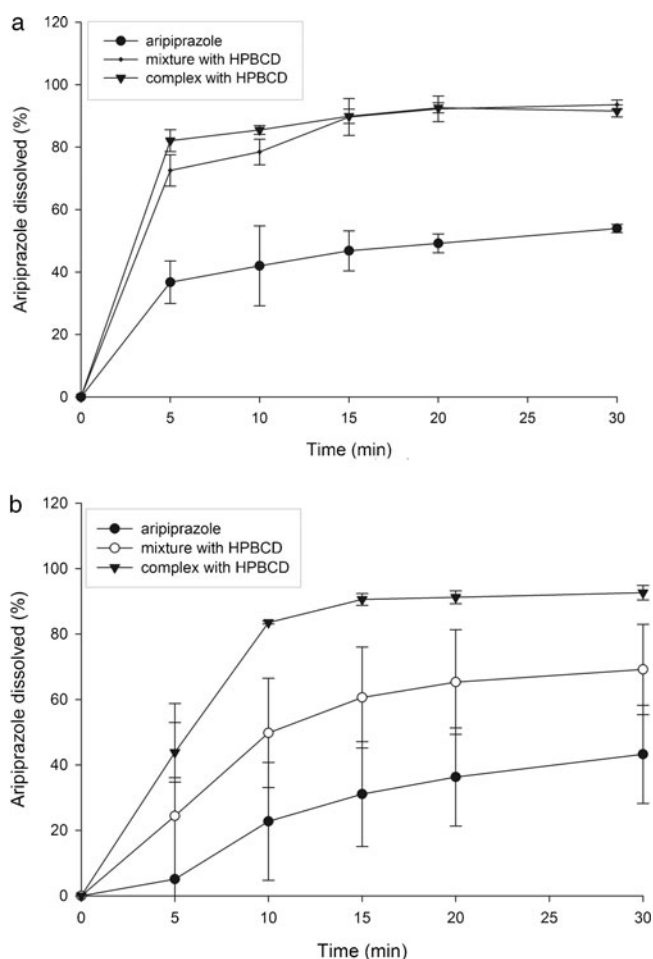 a
120
100
80
60
40
20
0
Aripiprazole dissolved (%)
aripiprazole
mixture with HPBCD
complex with HPBCD
0 5 10 15 20 25 30
Time (min)
b
120
100
80
60
40
20
0
Aripiprazole dissolved (%)
aripiprazole
mixture with HPBCD
complex with HPBCD
0 5 10 15 20 25 30
Time (min)